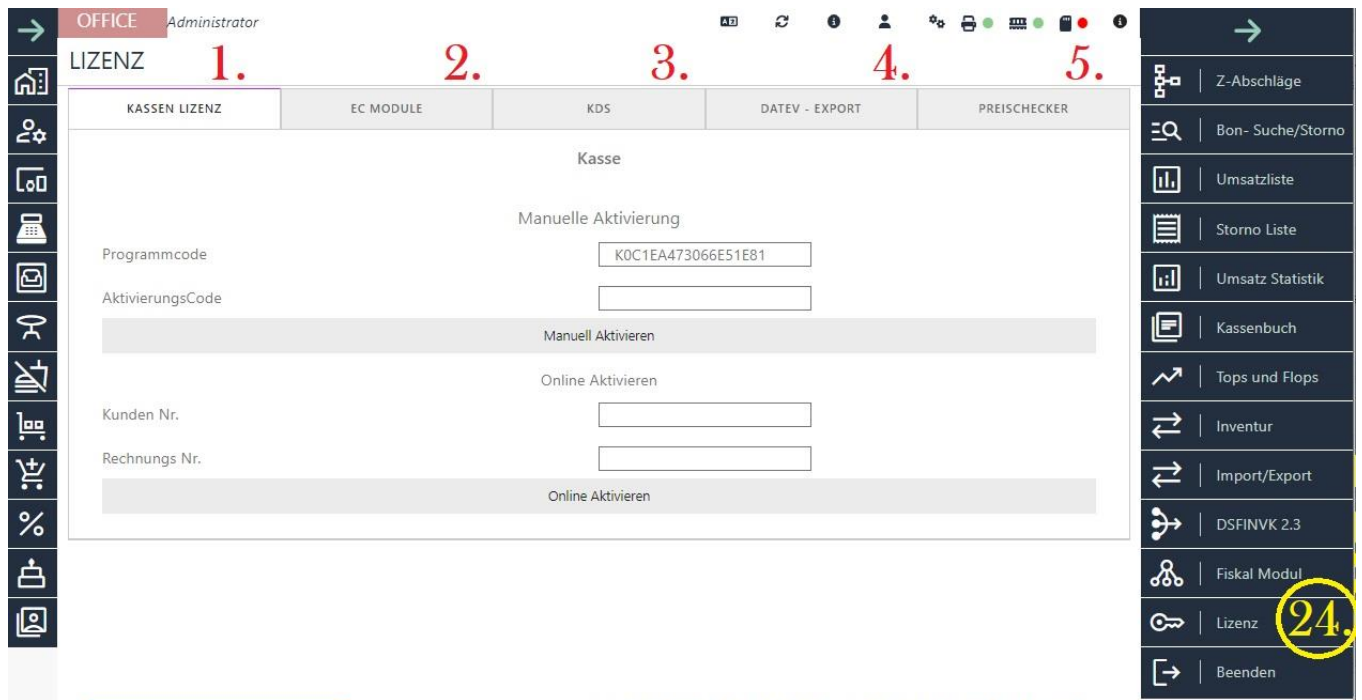 OFFICE Administrator
LIZENZ 1. 2. 3. 4. 5.
KASSEN LIZENZ EC MODULE KDS DATEV - EXPORT PREISCHECKER
Kasse
Manuelle Aktivierung
Programmcode K0C1EA473066E51E81
AktivierungsCode
Manuell Aktivieren
Online Aktivieren
Kunden Nr.
Rechnungs Nr.
Online Aktivieren
Z-Abschläge
Bon- Suche/Storno
Umsatzliste
Storno Liste
Umsatz Statistik
Kassenbuch
Tops und Flops
Inventur
Import/Export
DSFINVK 2.3
Fiskal Modul
Lizenz 24.
Beenden